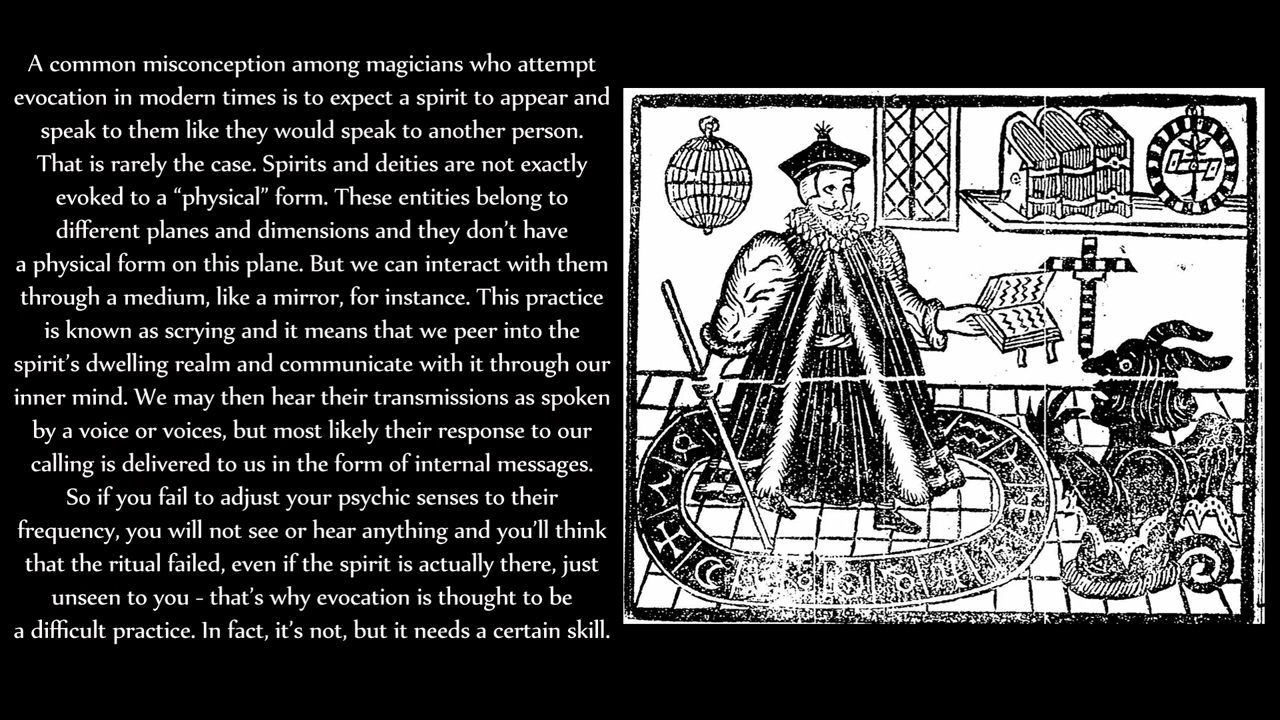 A common misconception among magicians who attempt
evocation in modern times is to expect a spirit to appear and
speak to them like they would speak to another person.
That is rarely the case. Spirits and deities are not exactly
evoked to a “physical” form. These entities belong to
different planes and dimensions and they don’t have
a physical form on this plane. But we can interact with them
through a medium, like a mirror, for instance. This practice
is known as scrying and it means that we peer into the
spirit’s dwelling realm and communicate with it through our
inner mind. We may then hear their transmissions as spoken
by a voice or voices, but most likely their response to our
calling is delivered to us in the form of internal messages.
So if you fail to adjust your psychic senses to their
frequency, you will not see or hear anything and you’ll think
that the ritual failed, even if the spirit is actually there, just
unseen to you - that’s why evocation is thought to be
a difficult practice. In fact, it’s not, but it needs a certain skill.